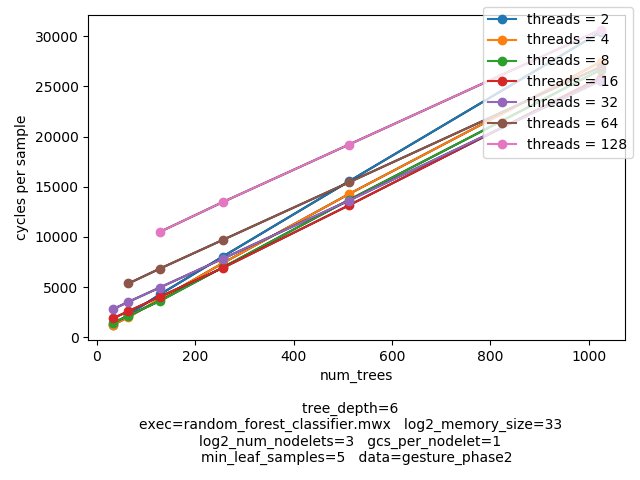 threads = 2
threads = 4
threads = 8
threads = 16
threads = 32
threads = 64
threads = 128
cycles per sample
30000
25000
20000
15000
10000
5000
0
0 200 400 600 800 1000
num_trees
tree_depth=6
exec=random_forest_classifier.mwx log2_memory_size=33
log2_num_nodelets=3 gcs_per_nodelet=1
min_leaf_samples=5 data=gesture_phase2